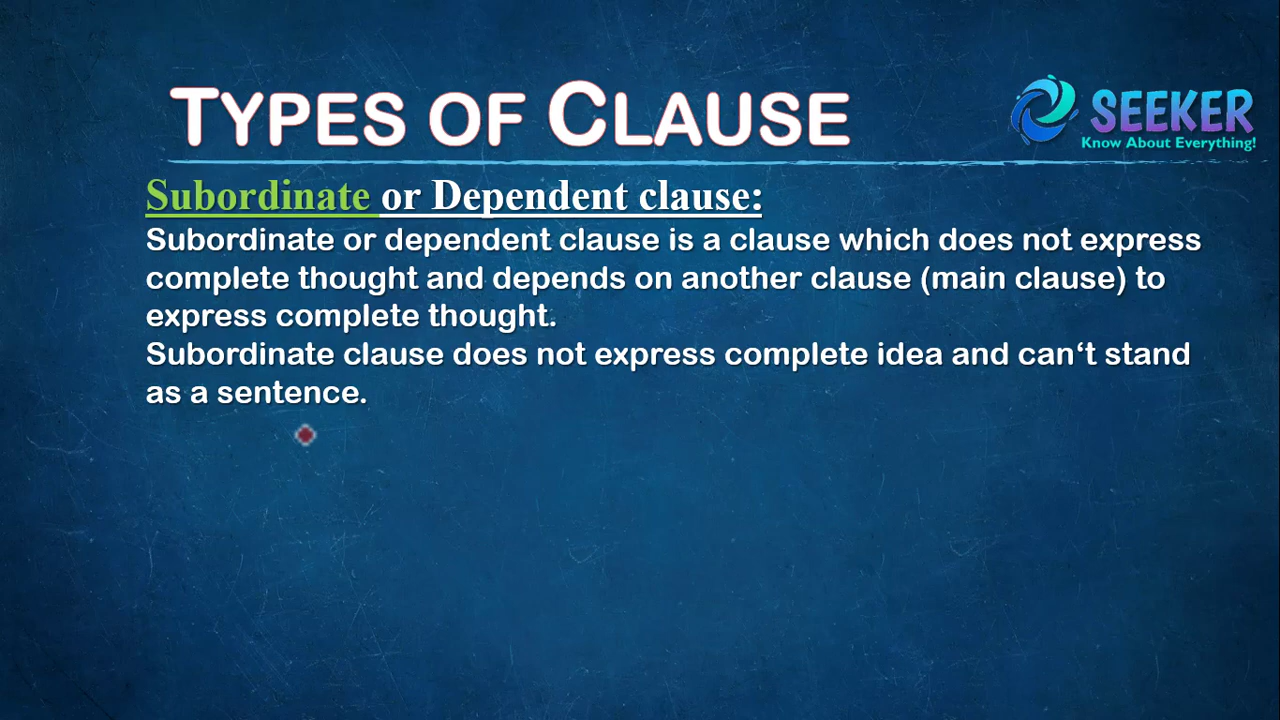 TYPES OF CLAUSE
SEEKER
Know About Everything!
Subordinate or Dependent clause:
Subordinate or dependent clause is a clause which does not express
complete thought and depends on another clause (main clause) to
express complete thought.
Subordinate clause does not express complete idea and can‘t stand
as a sentence.